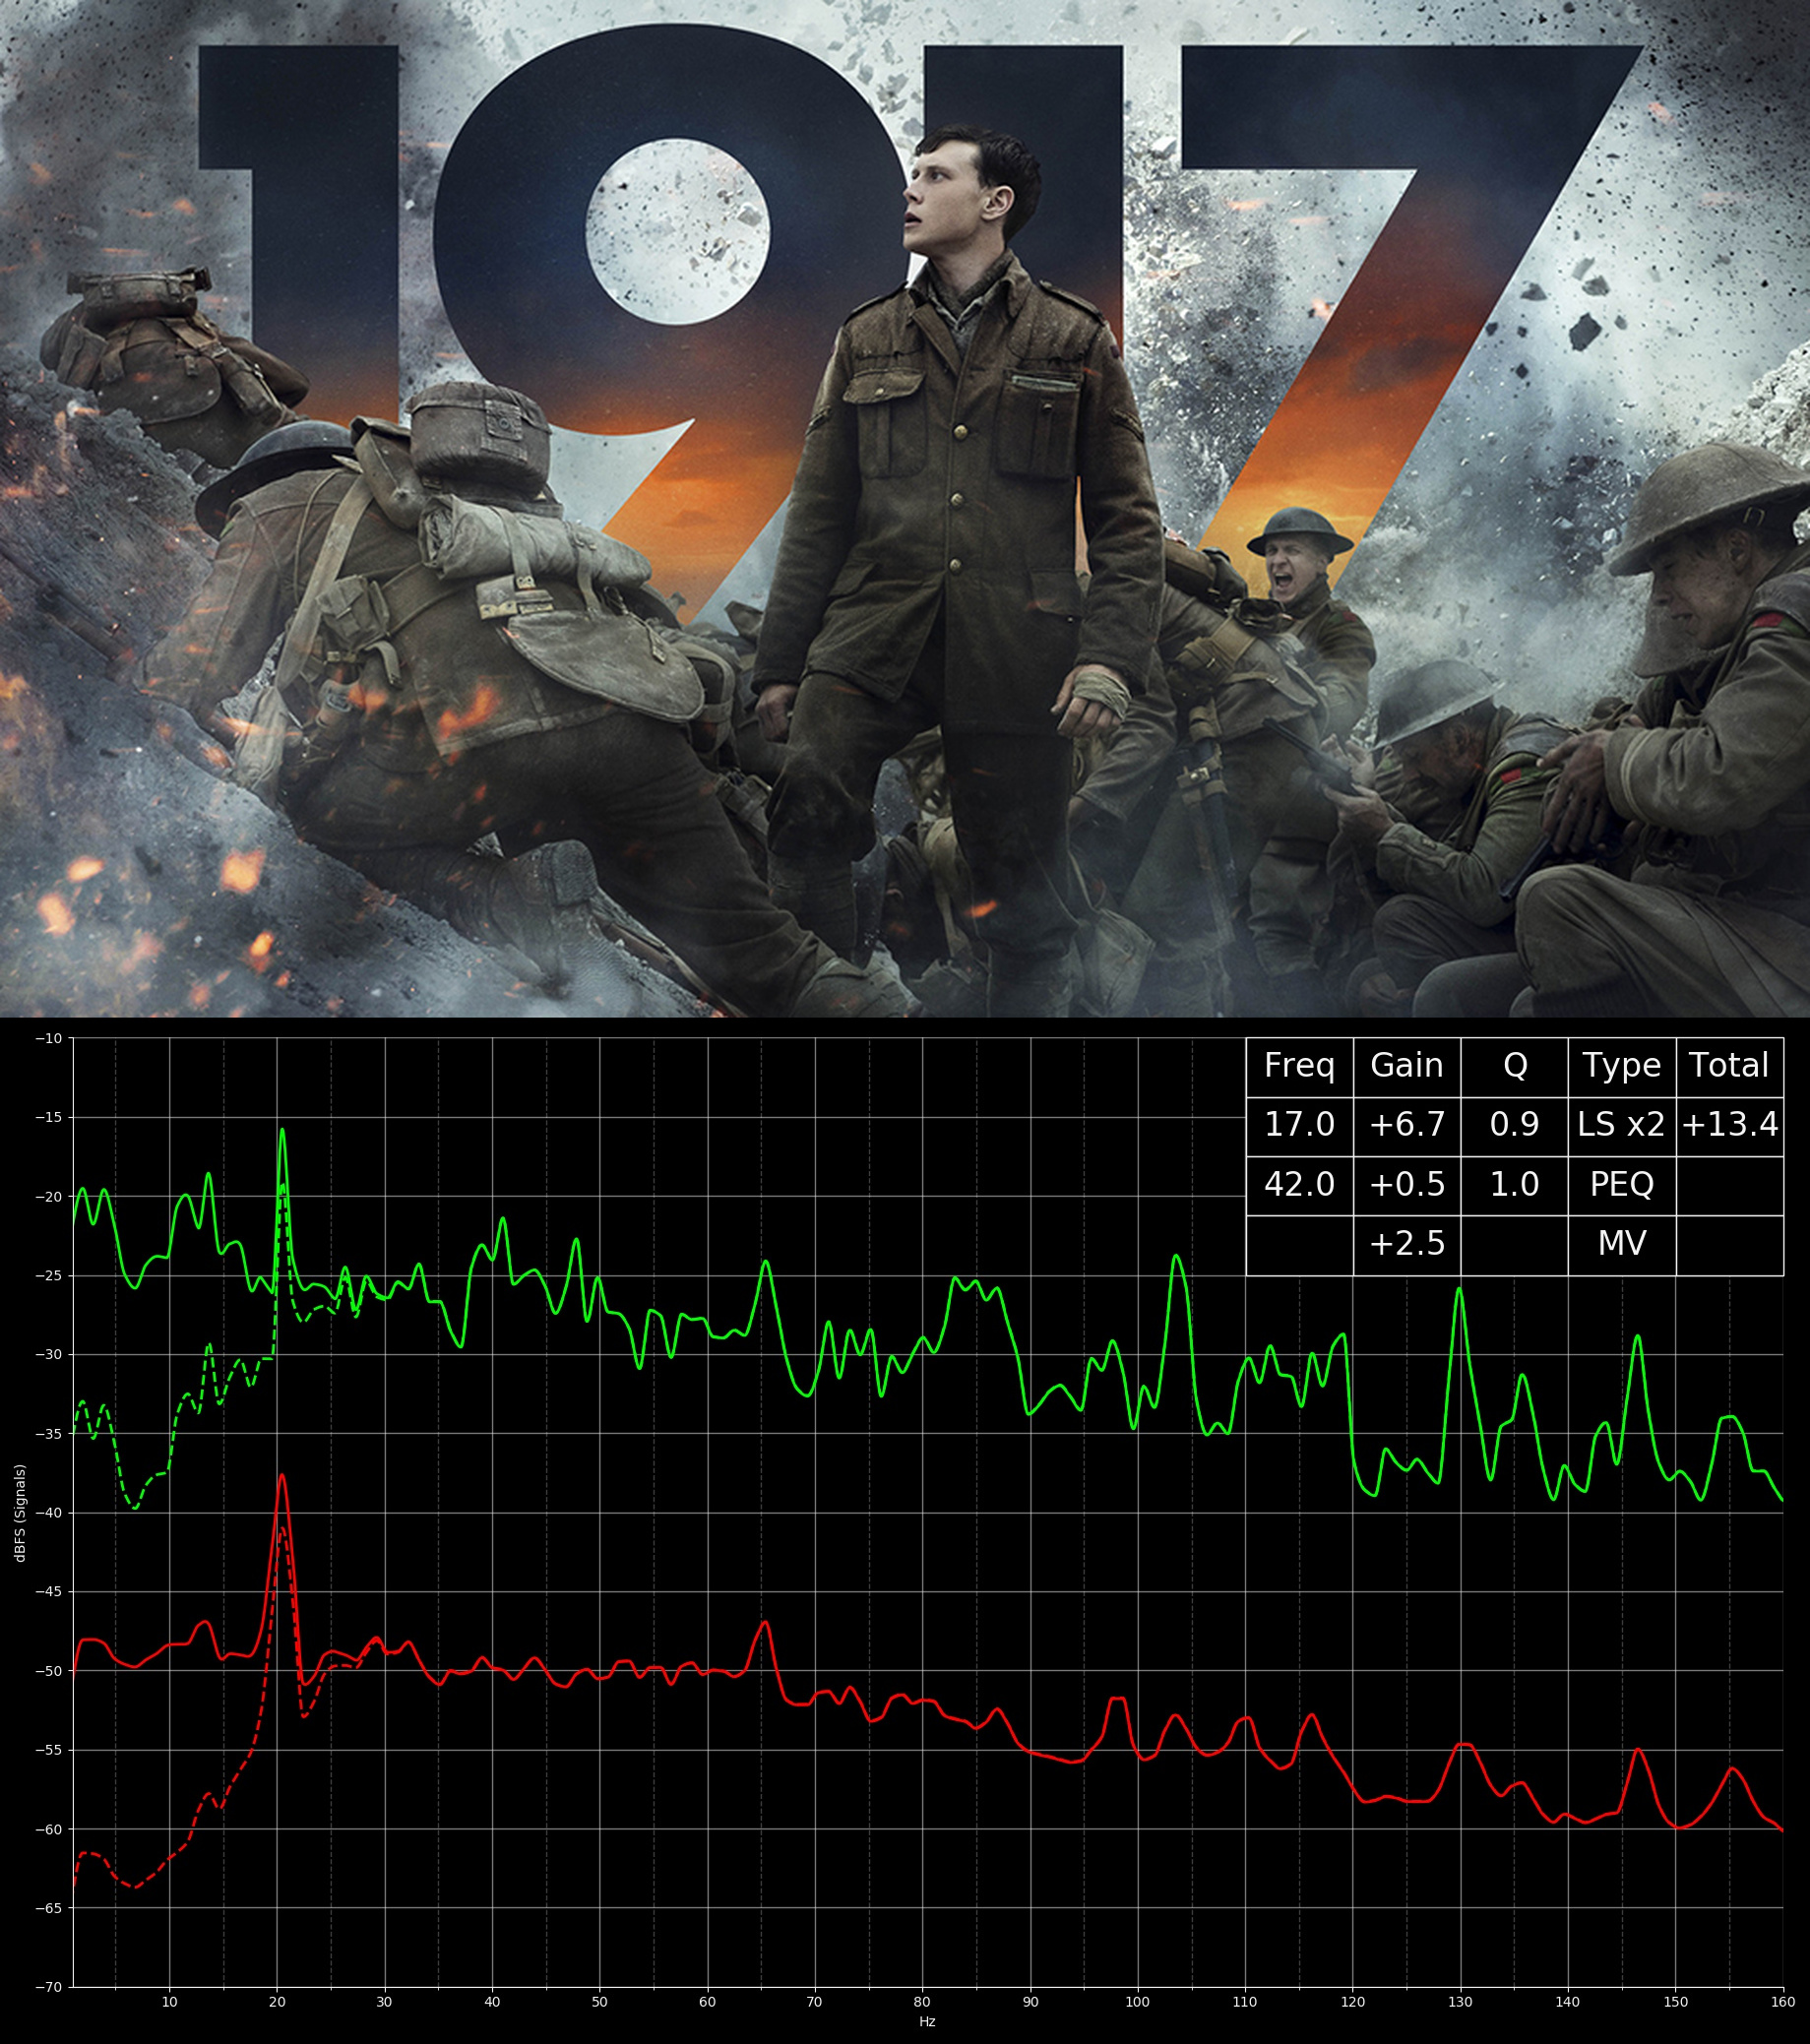 1917
Freq Gain Q Type Total
17.0 +6.7 0.9 LS x2 +13.4
42.0 +0.5 1.0 PEQ
+2.5 MV
−10
−15
−20
−25
−30
−35
−40
−45
−50
−55
−60
−65
−70
dBFS (Signals)
10 20 30 40 50 60 70 80 90 100 110 120 130 140 150 160
Hz